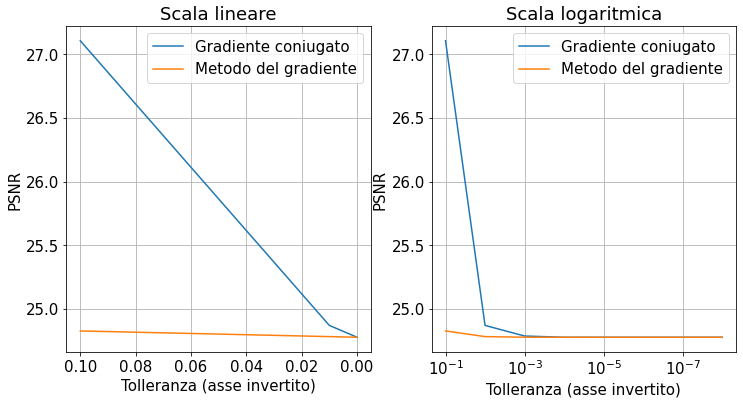 Scala lineare
Gradiente coniugato
Metodo del gradiente
PSNR
27.0
26.5
26.0
25.5
25.0
0.10 0.08 0.06 0.04 0.02 0.00
Tolleranza (asse invertito)
Scala logaritmica
Gradiente coniugato
Metodo del gradiente
PSNR
27.0
26.5
26.0
25.5
25.0
10⁻¹ 10⁻³ 10⁻⁵ 10⁻⁷
Tolleranza (asse invertito)